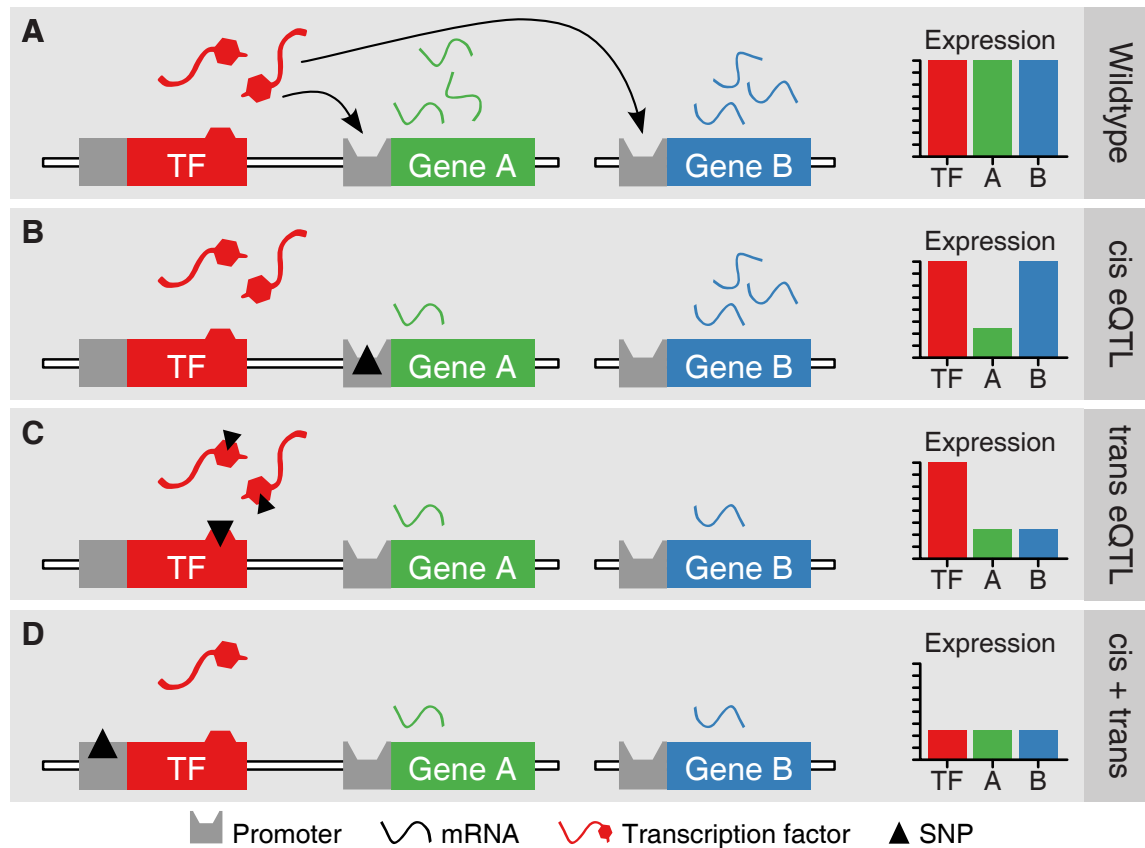 A
TF
Gene A
Gene B
Expression
TF A B
Wildtype
B
TF
Gene A
Gene B
Expression
TF A B
cis eQTL
C
TF
Gene A
Gene B
Expression
TF A B
trans eQTL
D
TF
Gene A
Gene B
Expression
TF A B
cis + trans
Promoter
mRNA
Transcription factor
SNP